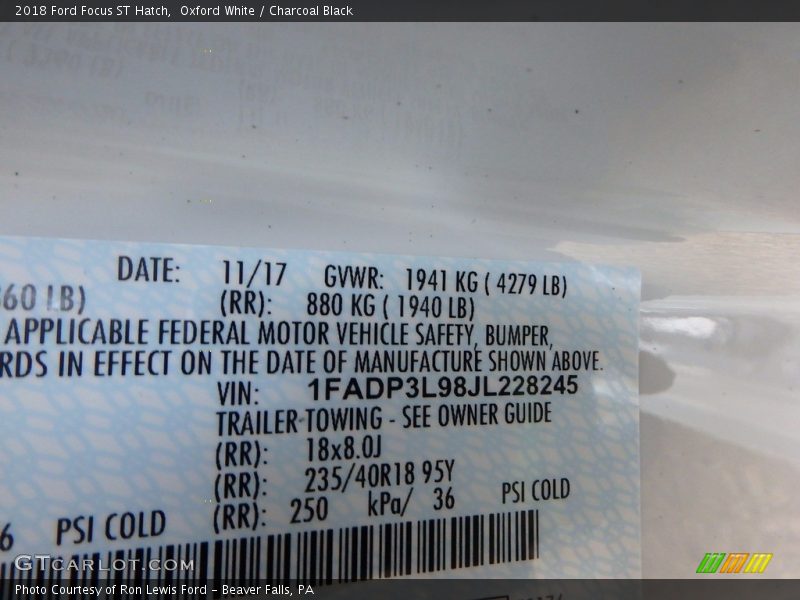 2018 Ford Focus ST Hatch, Oxford White / Charcoal Black
DATE: 11/17 GVWR: 1941 KG ( 4279 LB)
60 LB) (RR): 880 KG ( 1940 LB)
APPLICABLE FEDERAL MOTOR VEHICLE SAFETY, BUMPER,
RDS IN EFFECT ON THE DATE OF MANUFACTURE SHOWN ABOVE.
VIN: 1FADP3L98JL228245
TRAILER TOWING - SEE OWNER GUIDE
(RR): 18x8.0J
(RR): 235/40R18 95Y
6 PSI COLD (RR): 250 kPa/ 36 PSI COLD
GTCARLOT.COM
Photo Courtesy of Ron Lewis Ford - Beaver Falls, PA